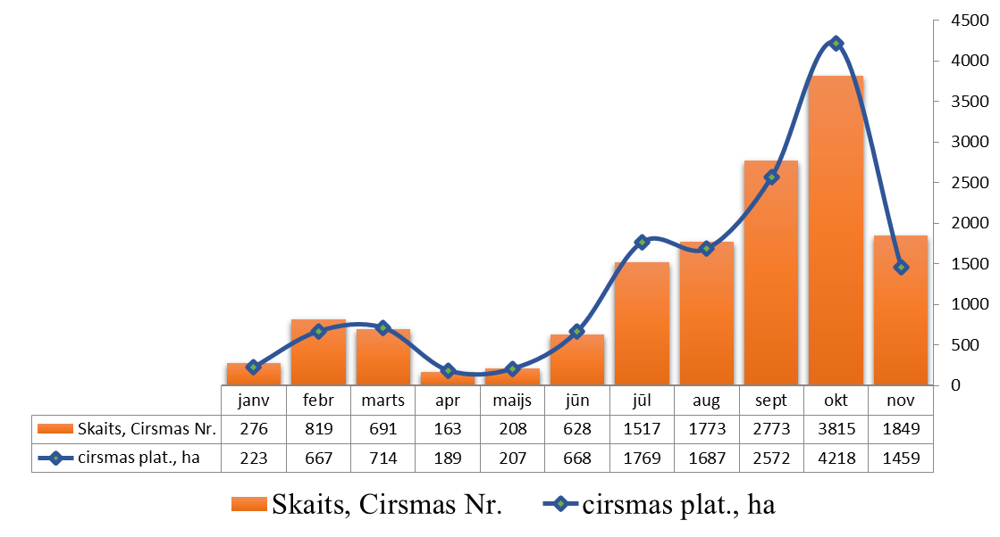 4500
4000
3500
3000
2500
2000
1500
1000
500
0
janv febr marts apr maijs jūn jūl aug sept okt nov
Skaits, Cirsmas Nr. 276 819 691 163 208 628 1517 1773 2773 3815 1849
cirsmas plat., ha 223 667 714 189 207 668 1769 1687 2572 4218 1459
Skaits, Cirsmas Nr. cirsmas plat., ha